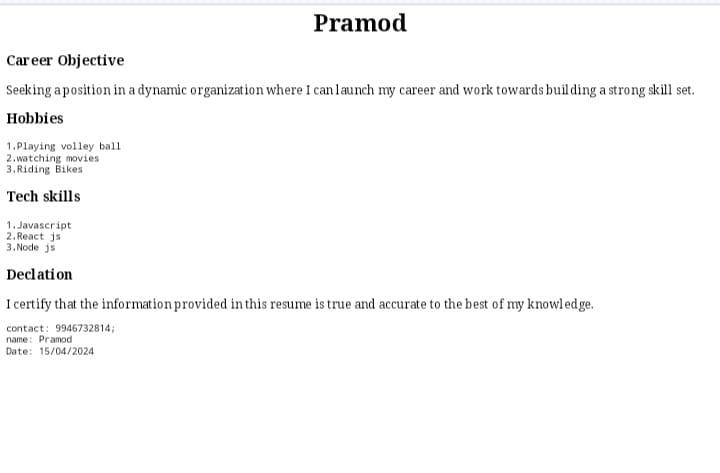 Pramod
Career Objective
Seeking a position in a dynamic organization where I can launch my career and work towards building a strong skill set.
Hobbies
1.Playing volley ball
2.watching movies
3.Riding Bikes
Tech skills
1.Javascript
2.React js
3.Node js
Declation
I certify that the information provided in this resume is true and accurate to the best of my knowledge.
contact: 9946732814;
name: Pramod
Date: 15/04/2024